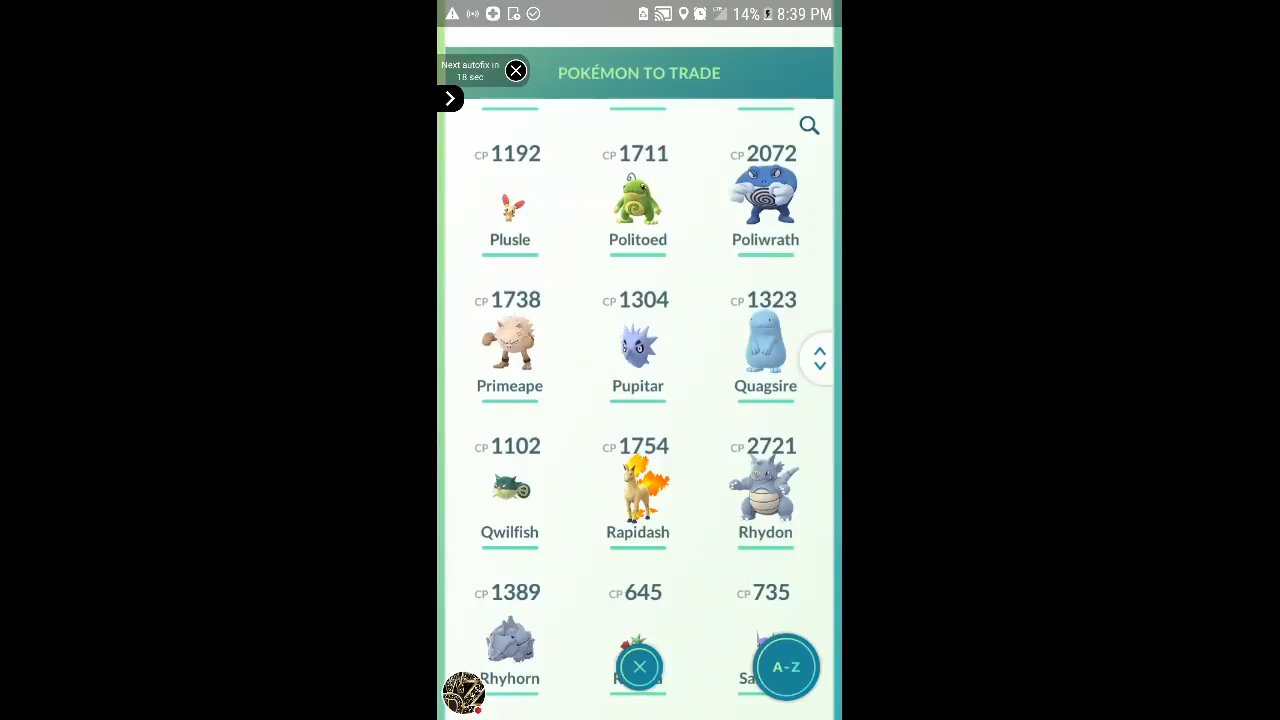 LTE 14% 8:39 PM
Next autofix in
18 sec
POKÉMON TO TRADE
CP 1192 CP 1711 CP 2072
Plusle Politoed Poliwrath
CP 1738 CP 1304 CP 1323
Primeape Pupitar Quagsire
CP 1102 CP 1754 CP 2721
Qwilfish Rapidash Rhydon
CP 1389 CP 645 CP 735
A-Z
Rhyhorn